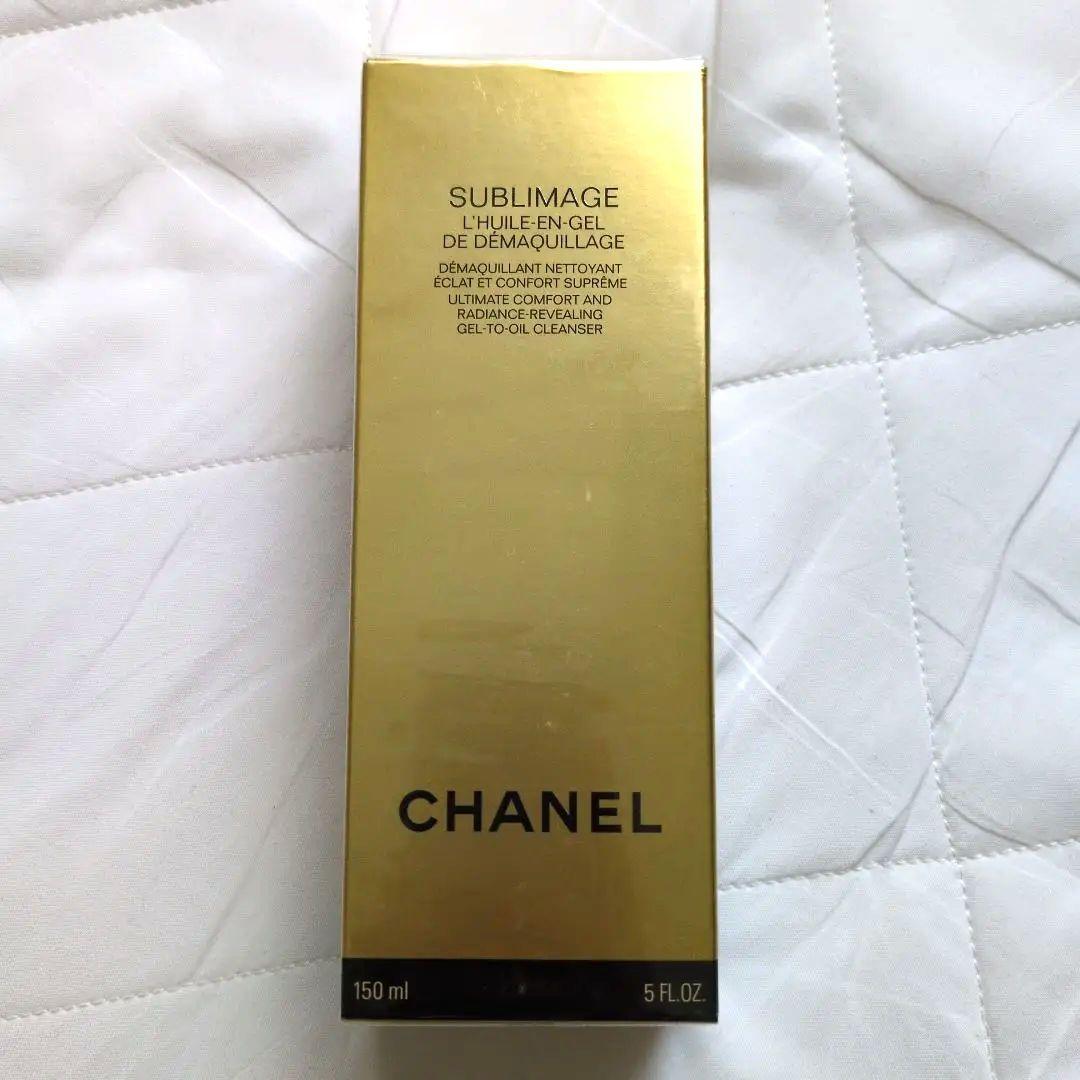 SUBLIMAGE
L'HUILE-EN-GEL
DE DÉMAQUILLAGE
DÉMAQUILLANT NETTOYANT
ÉCLAT ET CONFORT SUPRÊME
ULTIMATE COMFORT AND
RADIANCE-REVEALING
GEL-TO-OIL CLEANSER
CHANEL
150 ml 5 FL.OZ.